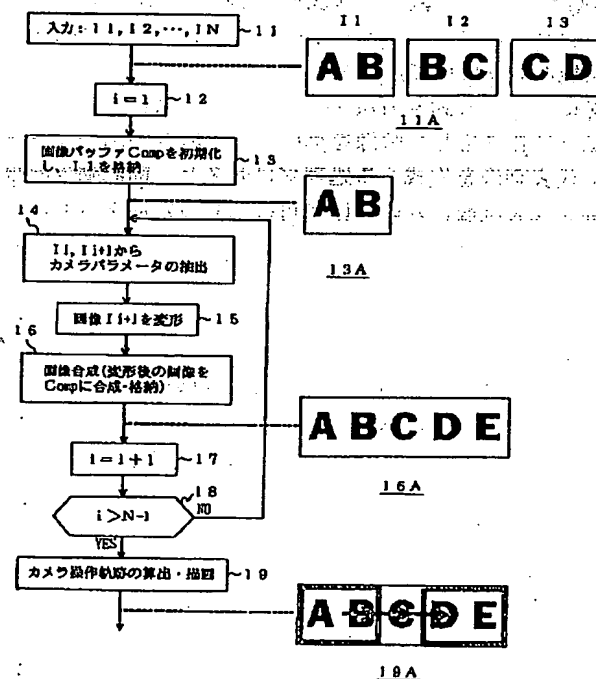 入力：I1，I2，…，IN
11
I1
I2
I3
AB
BC
CD
11A
i＝1
12
画像バッファCompを初期化
し、I1を格納
13
AB
13A
14
Ii，Ii+1から
カメラパラメータの抽出
画像Ii+1を変形
15
16
画像合成(変形後の画像を
Compに合成・格納)
ABCDE
16A
i＝i＋1
17
18
i＞N-1
NO
YES
カメラ操作軌跡の算出・描画
19
ABCDE
19A